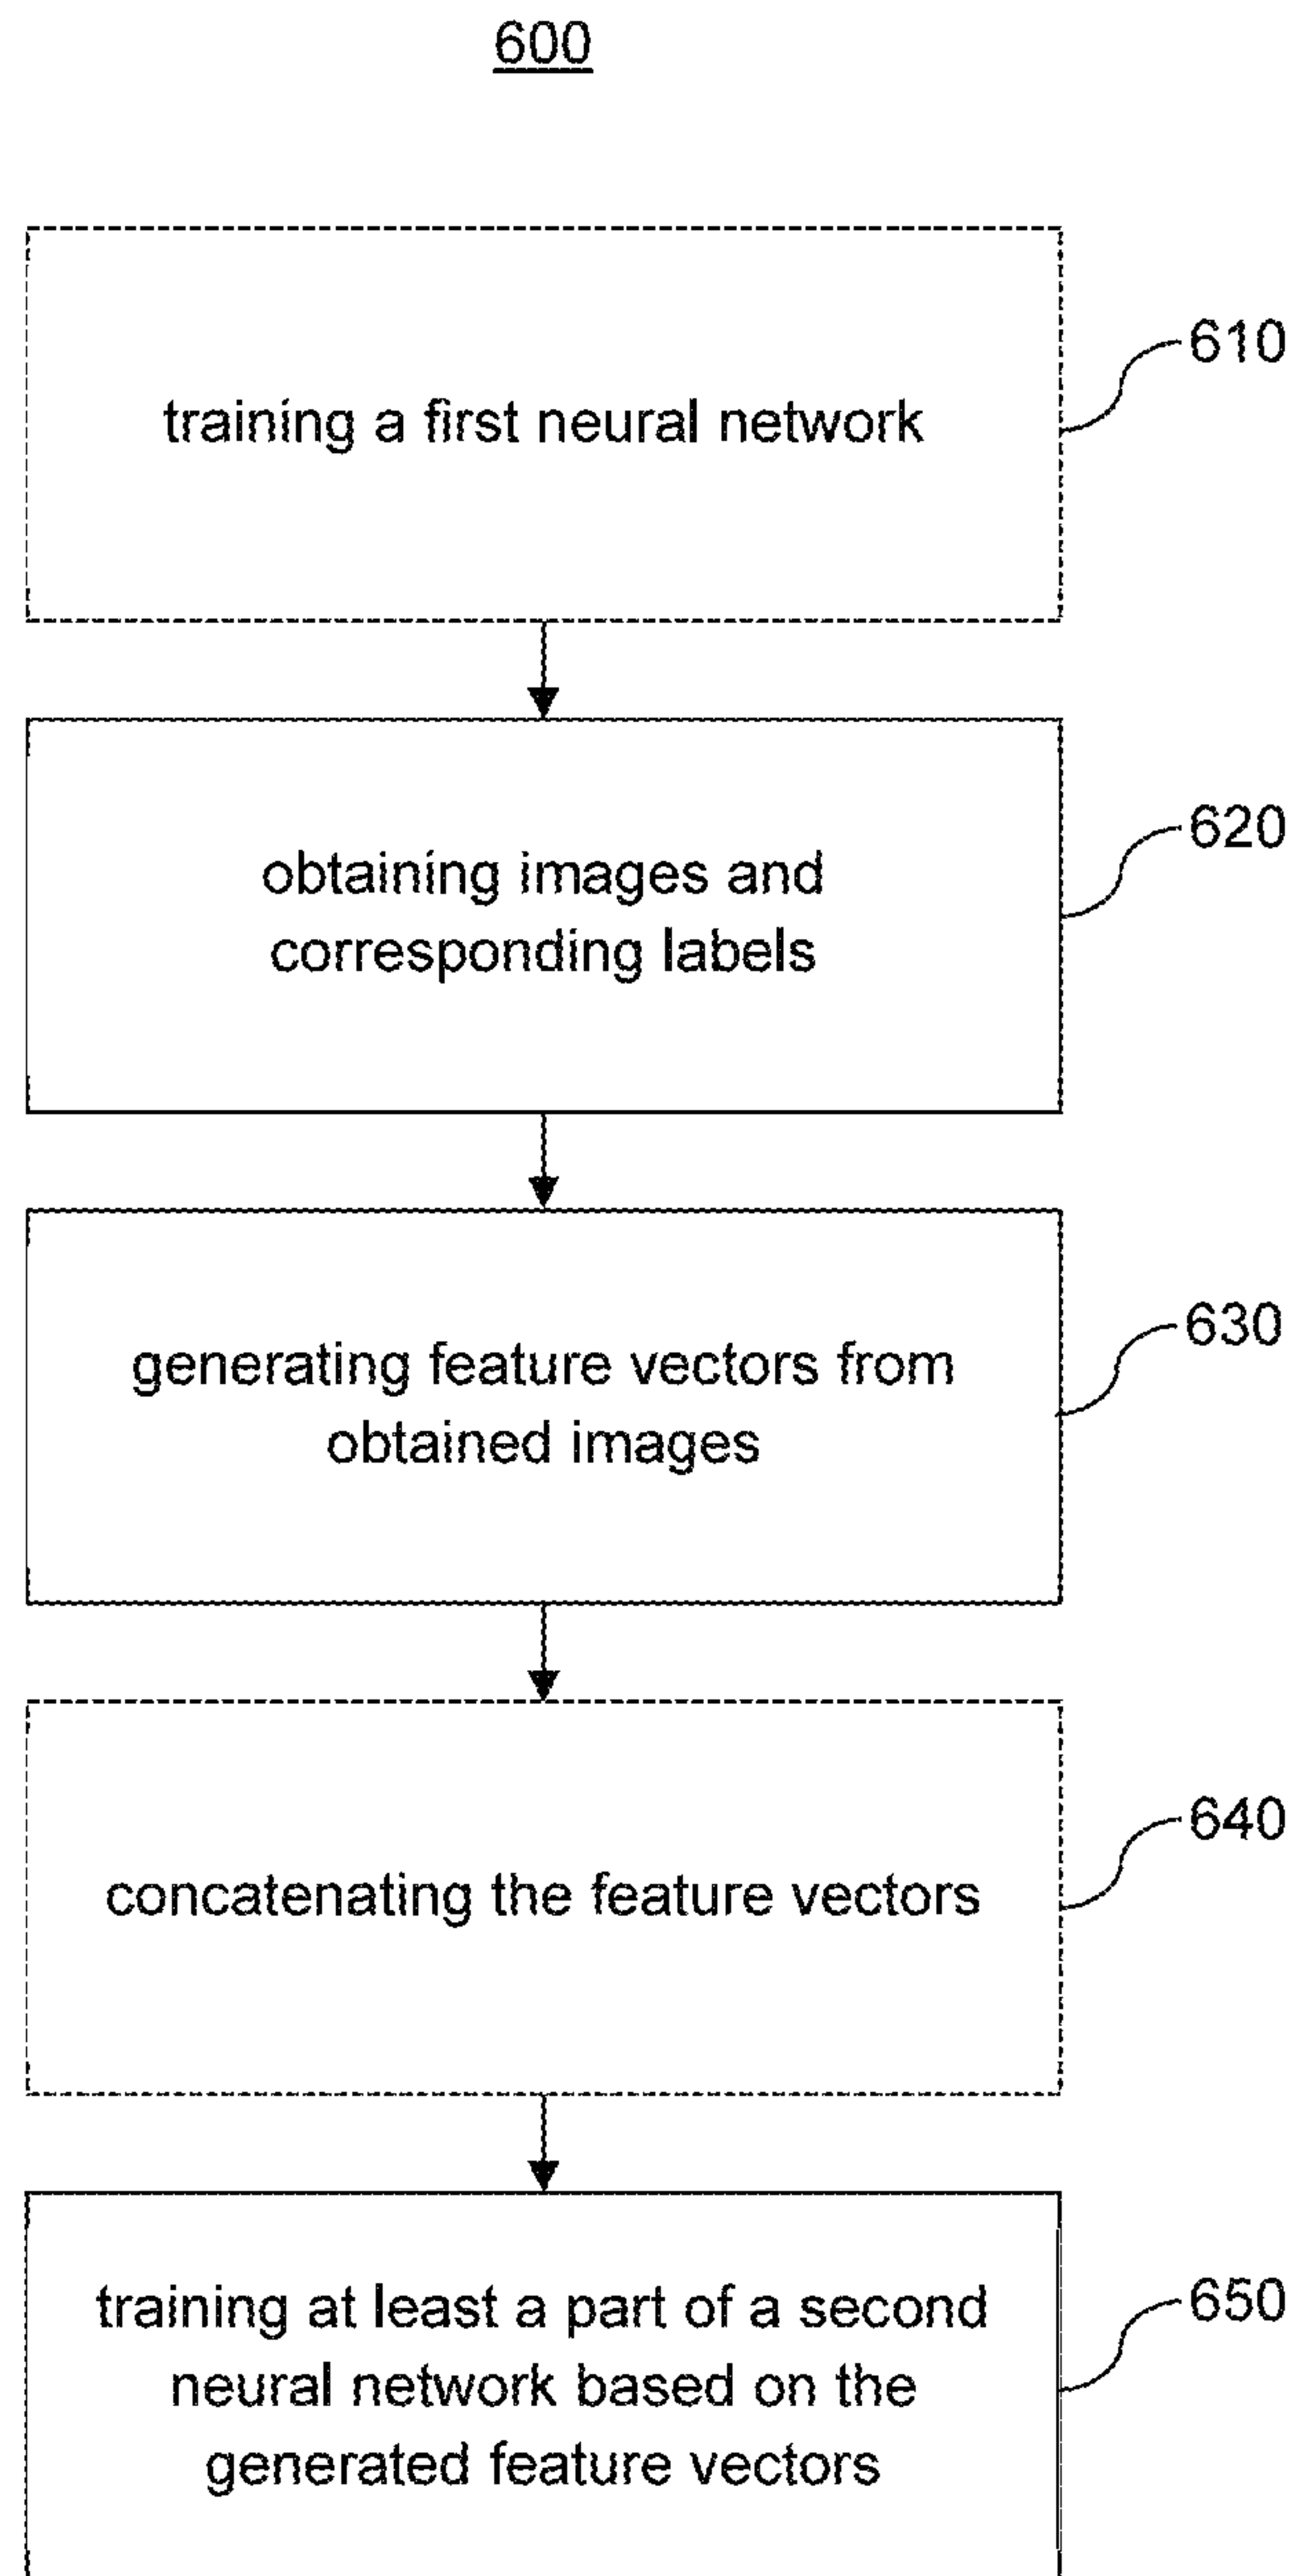 600
training a first neural network
610
obtaining images and
corresponding labels
620
generating feature vectors from
obtained images
630
concatenating the feature vectors
640
training at least a part of a second
neural network based on the
generated feature vectors
650